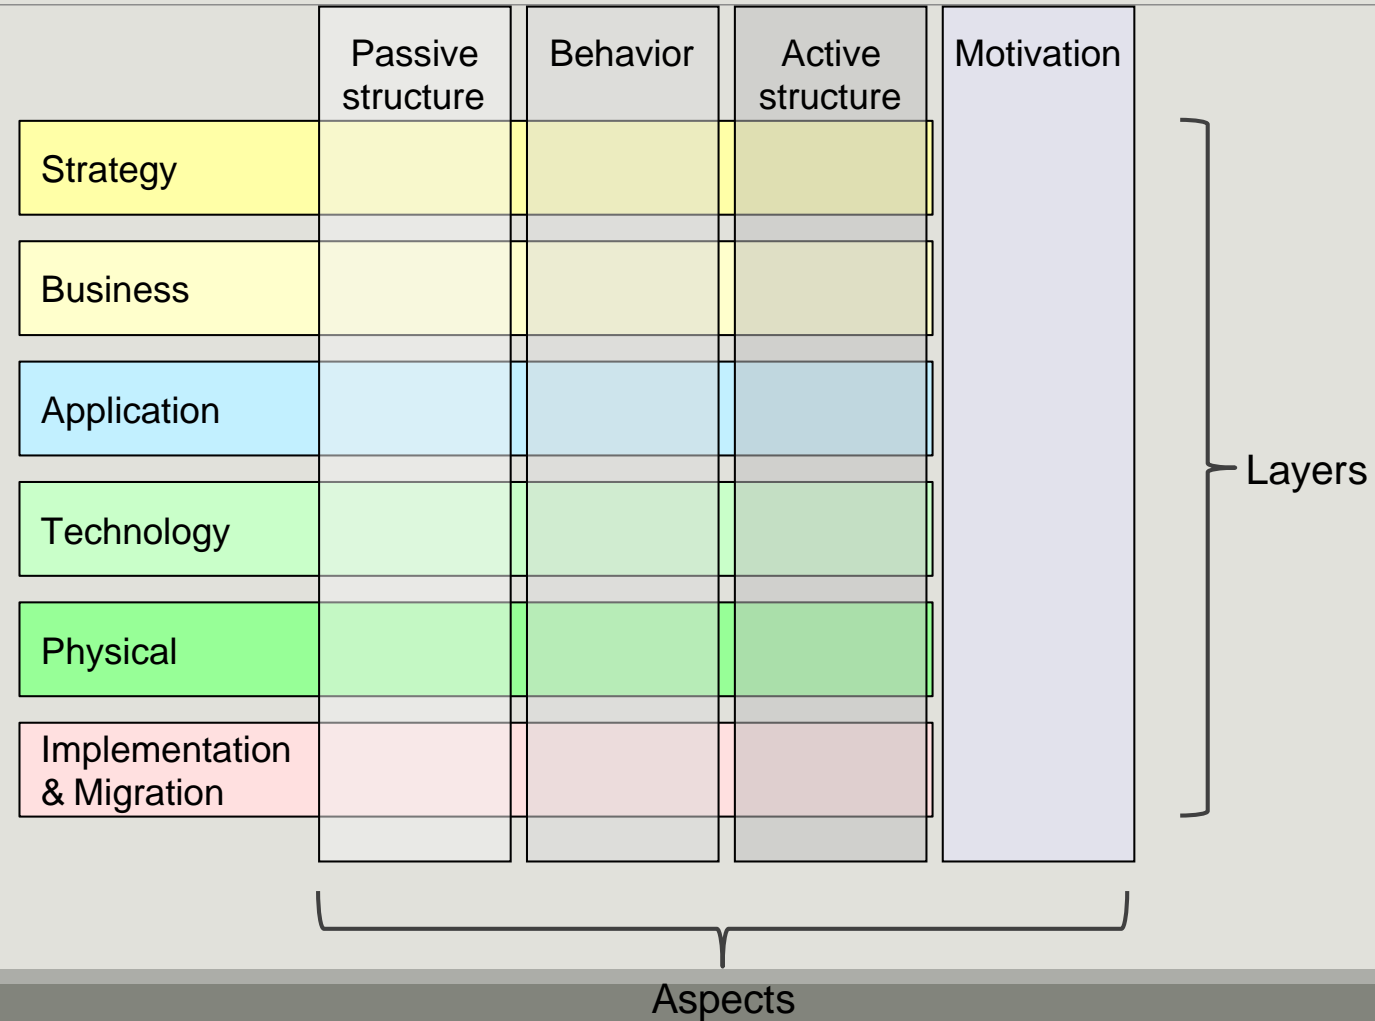 Passive
structure
Behavior
Active
structure
Motivation
Strategy
Business
Application
Technology
Physical
Implementation
& Migration
Layers
Aspects